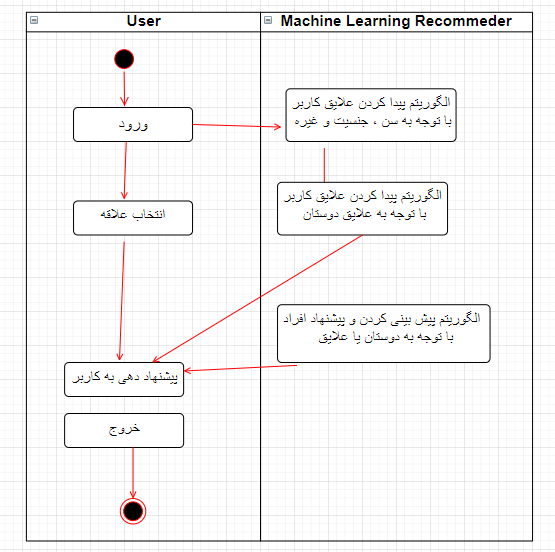 User
Machine Learning Recommeder
ورود
الگوریتم پیدا کردن علایق کاربر
با توجه به سن ، جنسیت و غیره
انتخاب علاقه
الگوریتم پیدا کردن علایق کاربر
با توجه به علایق دوستان
الگوریتم پیش بینی کردن و پیشنهاد افراد
با توجه به دوستان یا علایق
پیشنهاد دهی به کاربر
خروج